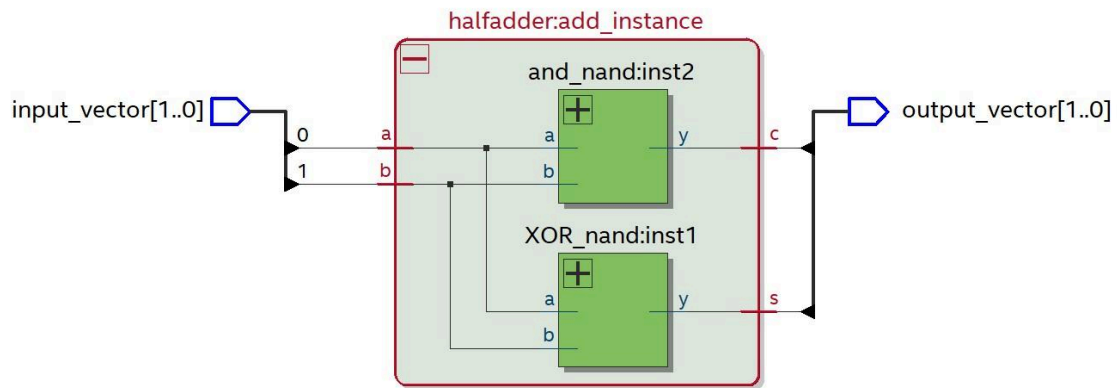 halfadder:add_instance
and_nand:inst2
input_vector[1..0]
output_vector[1..0]
0
a
a
y
c
1
b
b
XOR_nand:inst1
a
y
s
b